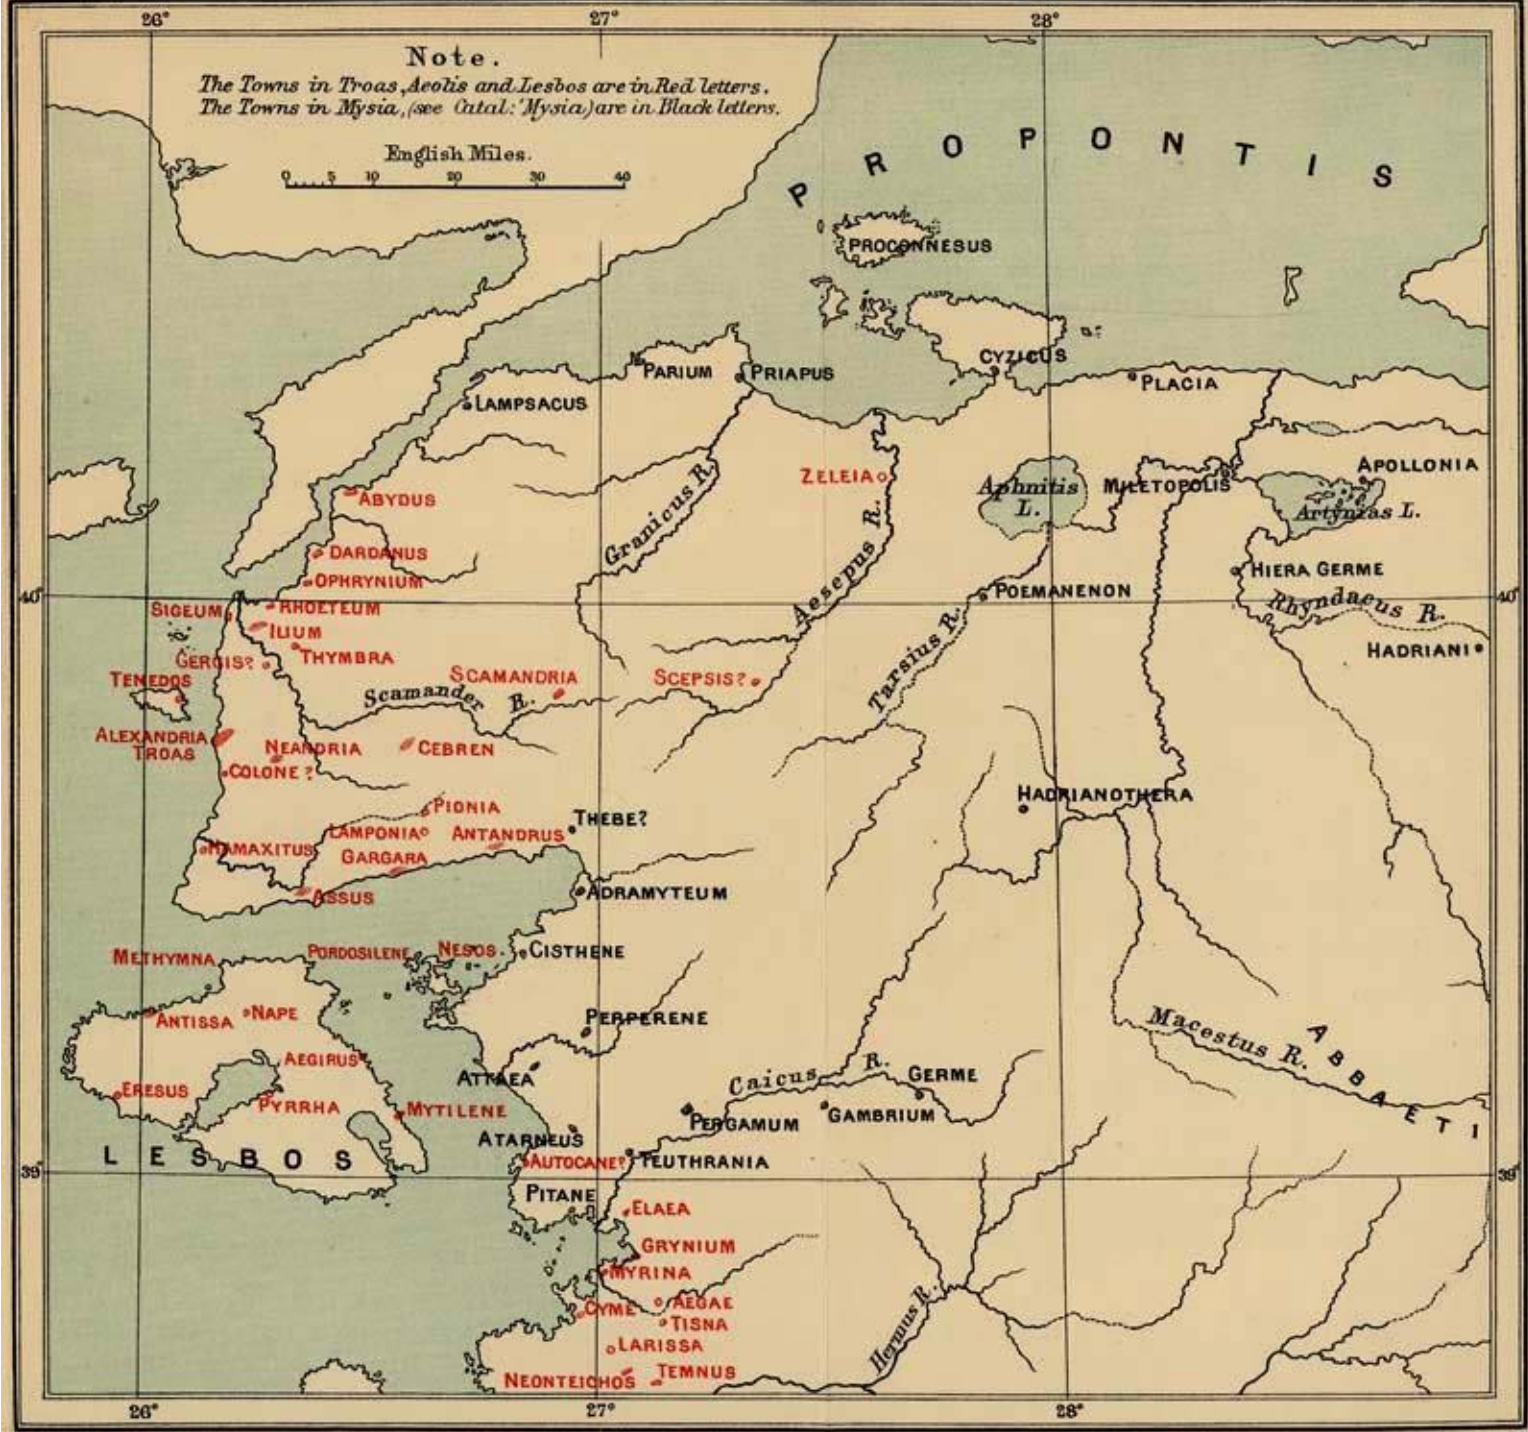 26°
27°
28°
Note.
The Towns in Troas, Aeolis and Lesbos are in Red letters.
The Towns in Mysia, (see Catal: Mysia) are in Black letters.
English Miles.
0 5 10 20 30 40
PROPONTIS
PROCONNESUS
CYZICUS
PARIUM
PRIAPUS
PLACIA
LAMPSACUS
ZELEIA
APOLLONIA
Aphnitis
L.
MILETOPOLIS
Artynias L.
ABYDUS
Granicus R.
Aesepus R.
DARDANUS
OPHRYNIUM
HIERA GERME
POEMANENON
40°
40°
SIGEUM
RHOETEUM
Rhyndacus R.
ILIUM
Tarsius R.
GERGIS?
THYMBRA
HADRIANI
TENEDOS
SCAMANDRIA
SCEPSIS?
Scamander R.
ALEXANDRIA
TROAS
NEANDRIA
CEBREN
COLONE?
HADRIANOTHERA
PIONIA
THEBE?
LAMPONIA
ANTANDRUS
HAMAXITUS
GARGARA
ASSUS
ADRAMYTEUM
METHYMNA
PORDOSILENE
NESOS
CISTHENE
ANTISSA
NAPE
PERPERENE
Macestus R.
ABBAETI
AEGIRUS
ATTAEA
Caicus R.
GERME
ERESUS
PYRRHA
MYTILENE
PERGAMUM
GAMBRIUM
ATARNEUS
LESBOS
AUTOCANE?
TEUTHRANIA
39°
39°
PITANE
ELAEA
GRYNIUM
MYRINA
CYME
AEGAE
TISNA
Hermus R.
LARISSA
NEONTEICHOS
TEMNUS
26°
27°
28°